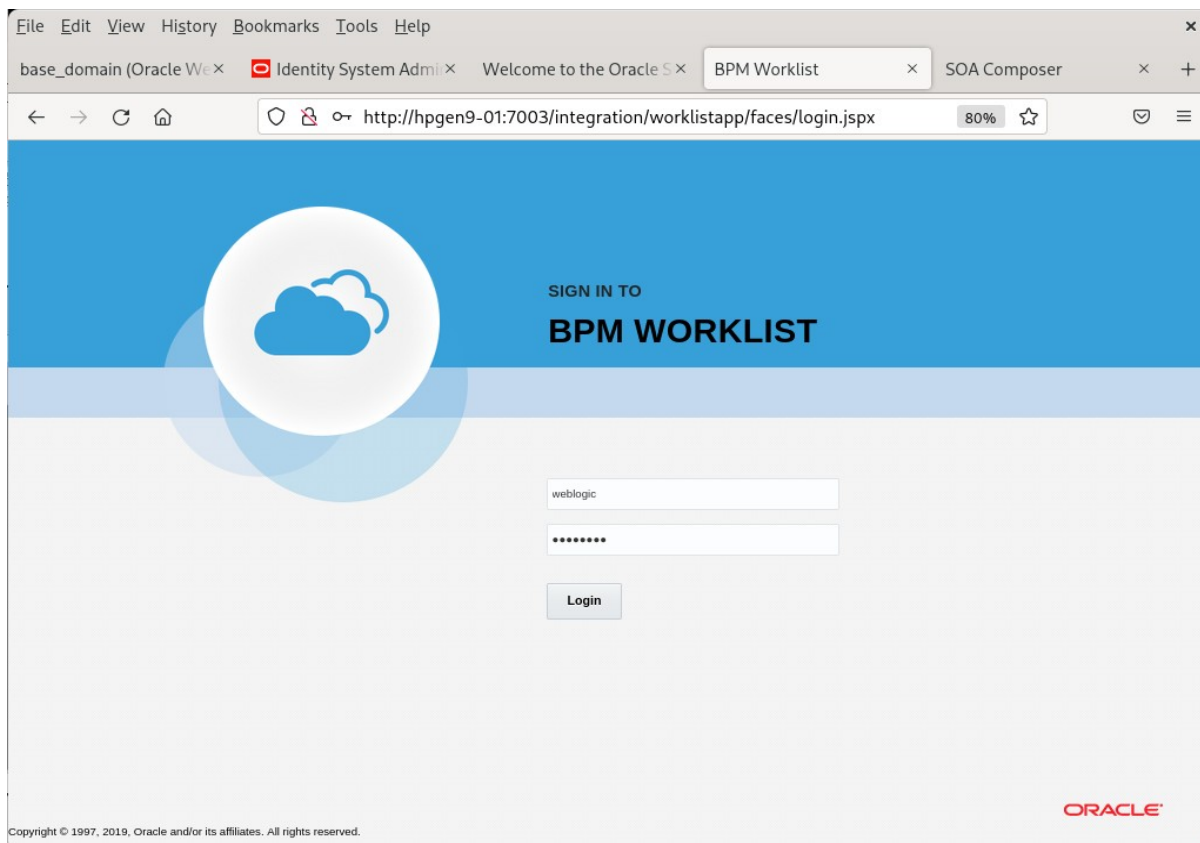 File Edit View History Bookmarks Tools Help
base_domain (Oracle We Identity System Admi Welcome to the Oracle S BPM Worklist SOA Composer
http://hpgen9-01:7003/integration/worklistapp/faces/login.jspx 80%
SIGN IN TO
BPM WORKLIST
weblogic
••••••••
Login
ORACLE
Copyright © 1997, 2019, Oracle and/or its affiliates. All rights reserved.